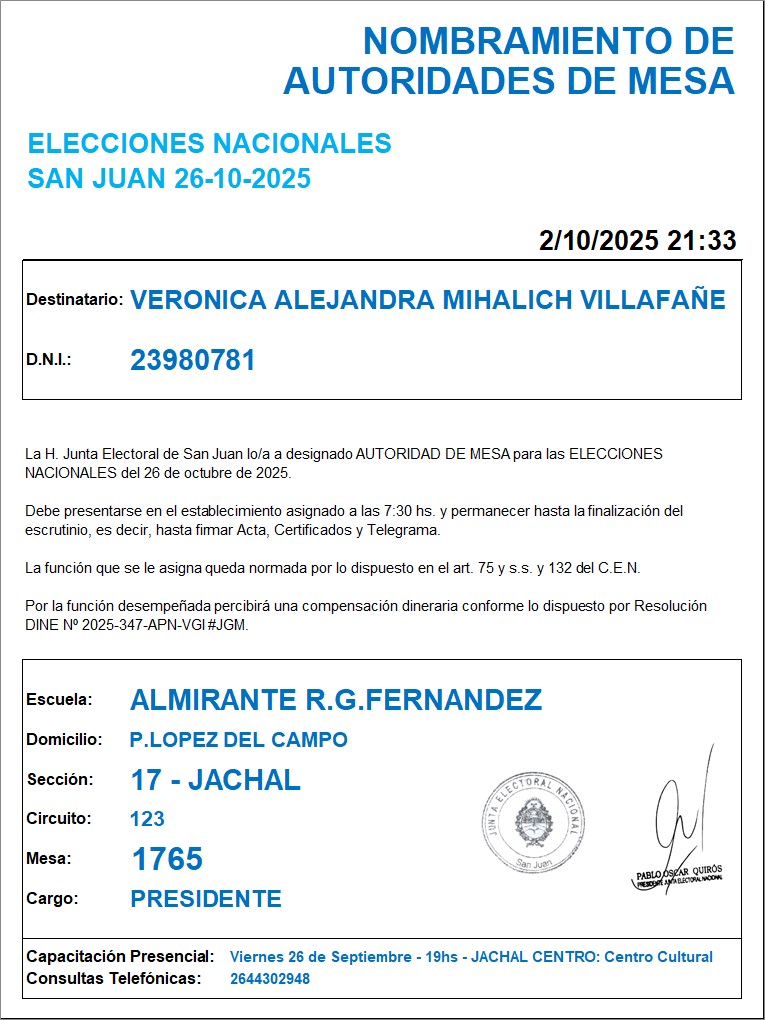 NOMBRAMIENTO DE
AUTORIDADES DE MESA
ELECCIONES NACIONALES
SAN JUAN 26-10-2025
2/10/2025 21:33
Destinatario: VERONICA ALEJANDRA MIHALICH VILLAFAÑE
D.N.I.: 23980781
La H. Junta Electoral de San Juan lo/a a designado AUTORIDAD DE MESA para las ELECCIONES
NACIONALES del 26 de octubre de 2025.
Debe presentarse en el establecimiento asignado a las 7:30 hs. y permanecer hasta la finalización del
escrutinio, es decir, hasta firmar Acta, Certificados y Telegrama.
La función que se le asigna queda normada por lo dispuesto en el art. 75 y s.s. y 132 del C.E.N.
Por la función desempeñada percibirá una compensación dineraria conforme lo dispuesto por Resolución
DINE Nº 2025-347-APN-VGI#JGM.
Escuela: ALMIRANTE R.G.FERNANDEZ
Domicilio: P.LOPEZ DEL CAMPO
Sección: 17 - JACHAL
Circuito: 123
Mesa: 1765
Cargo: PRESIDENTE
JUNTA ELECTORAL NACIONAL
San Juan
PABLO OSCAR QUIRÓS
PRESIDENTE JUNTA ELECTORAL NACIONAL
Capacitación Presencial: Viernes 26 de Septiembre - 19hs - JACHAL CENTRO: Centro Cultural
Consultas Telefónicas: 2644302948